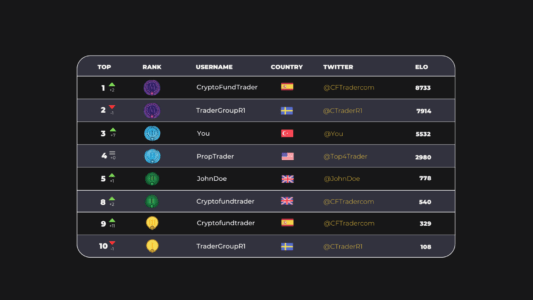 TOP RANK USERNAME COUNTRY TWITTER ELO
1 CryptoFundTrader @CFTradercom 8733
2 TraderGroupR1 @CTraderR1 7914
3 You @You 5532
4 PropTrader @Top4Trader 2980
5 JohnDoe @JohnDoe 778
8 Cryptofundtrader @CFTradercom 540
9 Cryptofundtrader @CFTradercom 329
10 TraderGroupR1 @CTraderR1 108